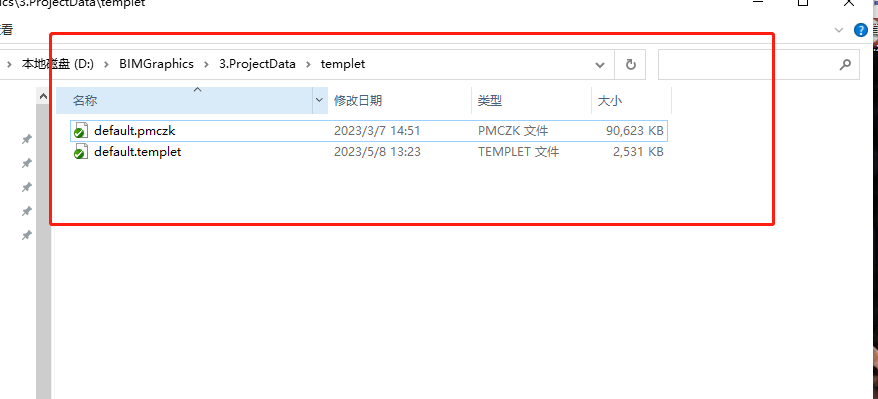 cs\3.ProjectData\templet
查看
本地磁盘 (D:) BIMGraphics 3.ProjectData templet
名称 修改日期 类型 大小
default.pmczk 2023/3/7 14:51 PMCZK 文件 90,623 KB
default.templet 2023/5/8 13:23 TEMPLET 文件 2,531 KB